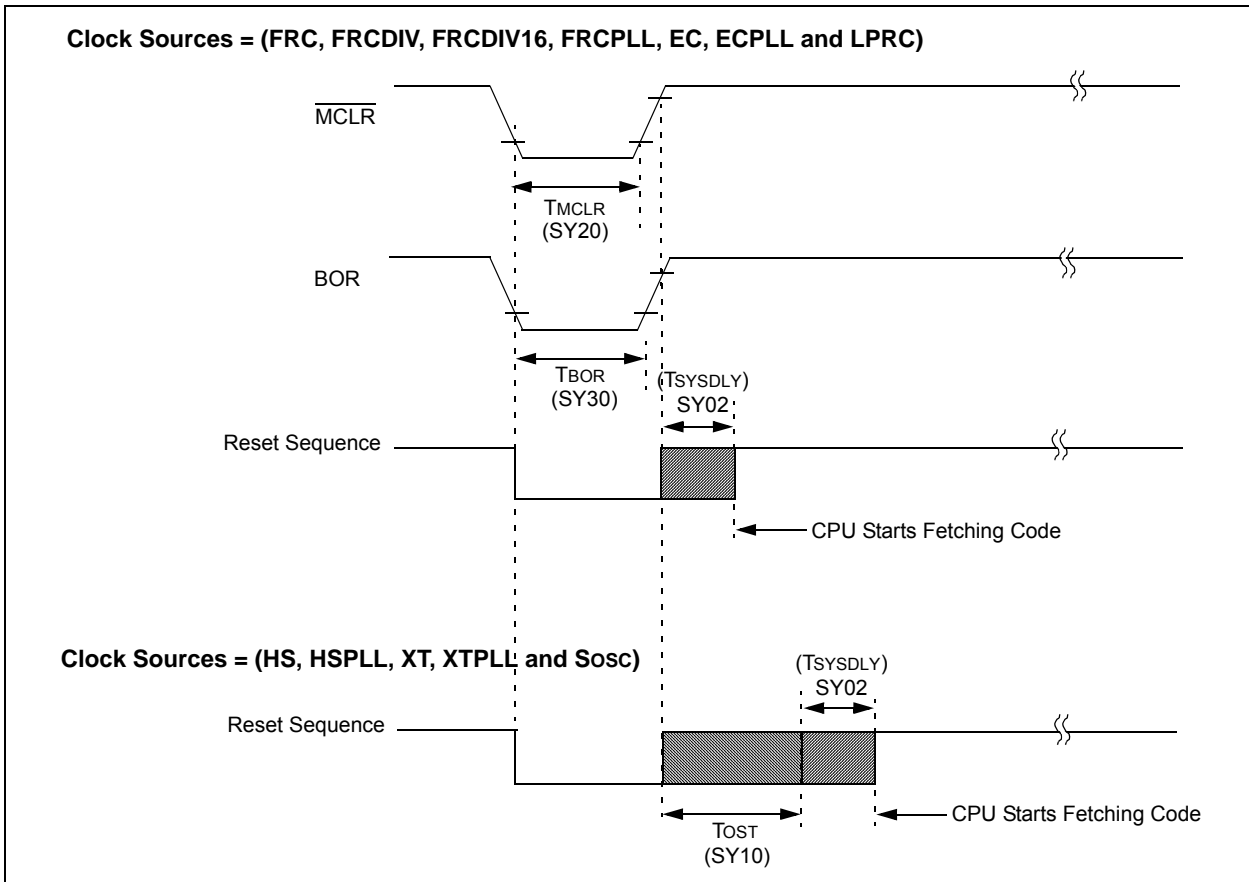 Clock Sources = (FRC, FRCDIV, FRCDIV16, FRCPLL, EC, ECPLL and LPRC)
MCLR
TMCLR
(SY20)
BOR
TBOR
(SY30)
(TSYSDLY)
SY02
Reset Sequence
CPU Starts Fetching Code
Clock Sources = (HS, HSPLL, XT, XTPLL and SOSC)
(TSYSDLY)
SY02
Reset Sequence
CPU Starts Fetching Code
TOST
(SY10)